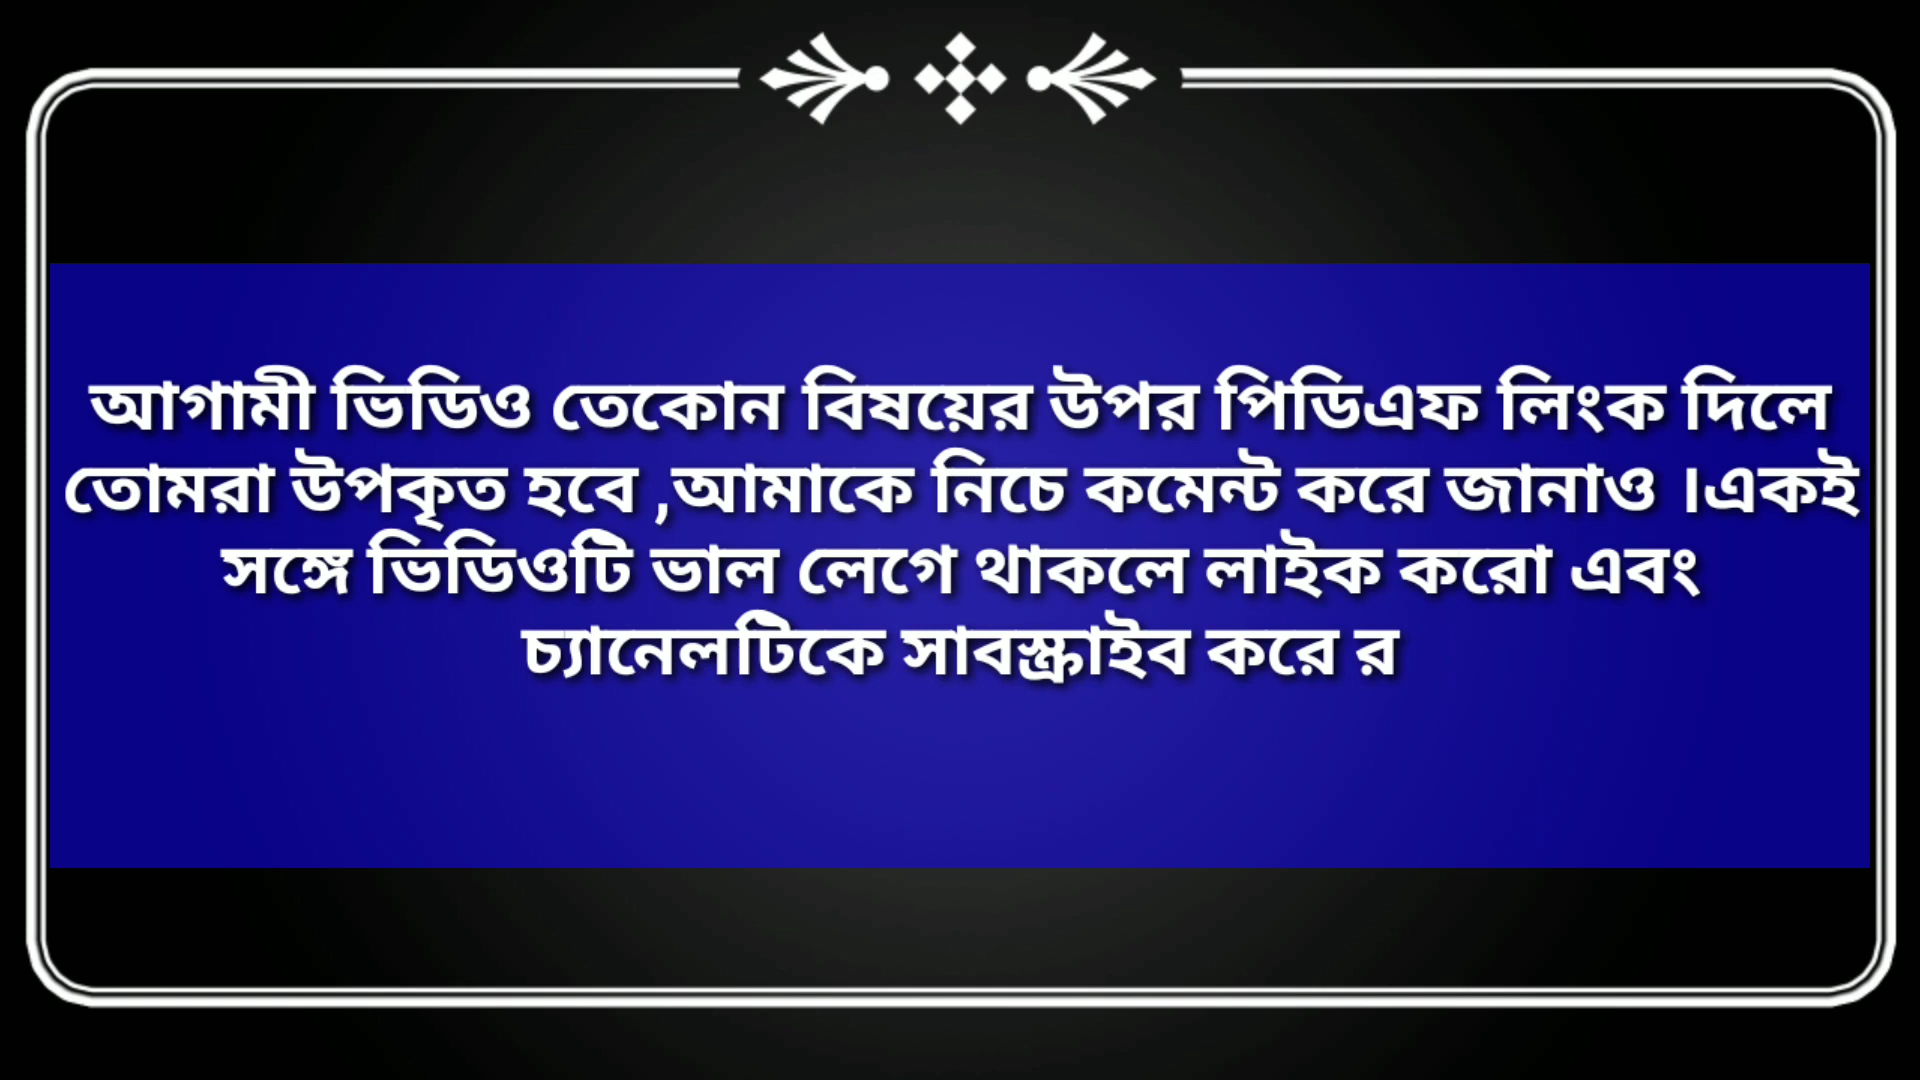 আগামী ভিডিও তেকোন বিষয়ের উপর পিডিএফ লিংক দিলে
তোমরা উপকৃত হবে ,আমাকে নিচে কমেন্ট করে জানাও ।একই
সঙ্গে ভিডিওটি ভাল লেগে থাকলে লাইক করো এবং
চ্যানেলটিকে সাবস্ক্রাইব করে র